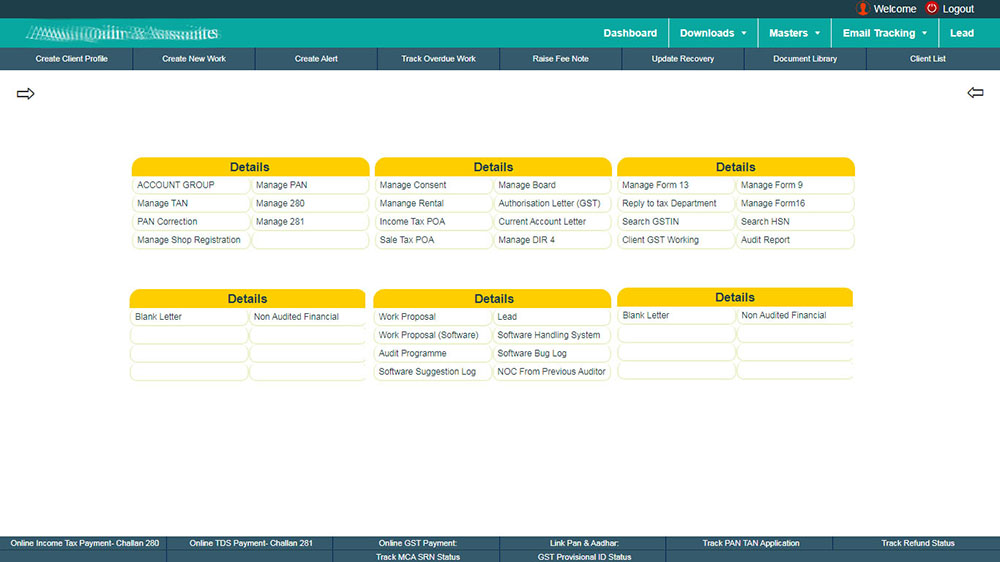 Welcome Logout
Dashboard Downloads Masters Email Tracking Lead
Create Client Profile Create New Work Create Alert Track Overdue Work Raise Fee Note Update Recovery Document Library Client List
Details Details Details
ACCOUNT GROUP Manage PAN Manage Consent Manage Board Manage Form 13 Manage Form 9
Manage TAN Manage 280 Manange Rental Authorisation Letter (GST) Reply to tax Department Manage Form16
PAN Correction Manage 281 Income Tax POA Current Account Letter Search GSTIN Search HSN
Manage Shop Registration Sale Tax POA Manage DIR 4 Client GST Working Audit Report
Details Details Details
Blank Letter Non Audited Financial Work Proposal Lead Blank Letter Non Audited Financial
Work Proposal (Software) Software Handling System
Audit Programme Software Bug Log
Software Suggestion Log NOC From Previous Auditor
Online Income Tax Payment- Challan 280 Online TDS Payment- Challan 281 Online GST Payment: Link Pan & Aadhar: Track PAN TAN Application Track Refund Status
Track MCA SRN Status GST Provisional ID Status